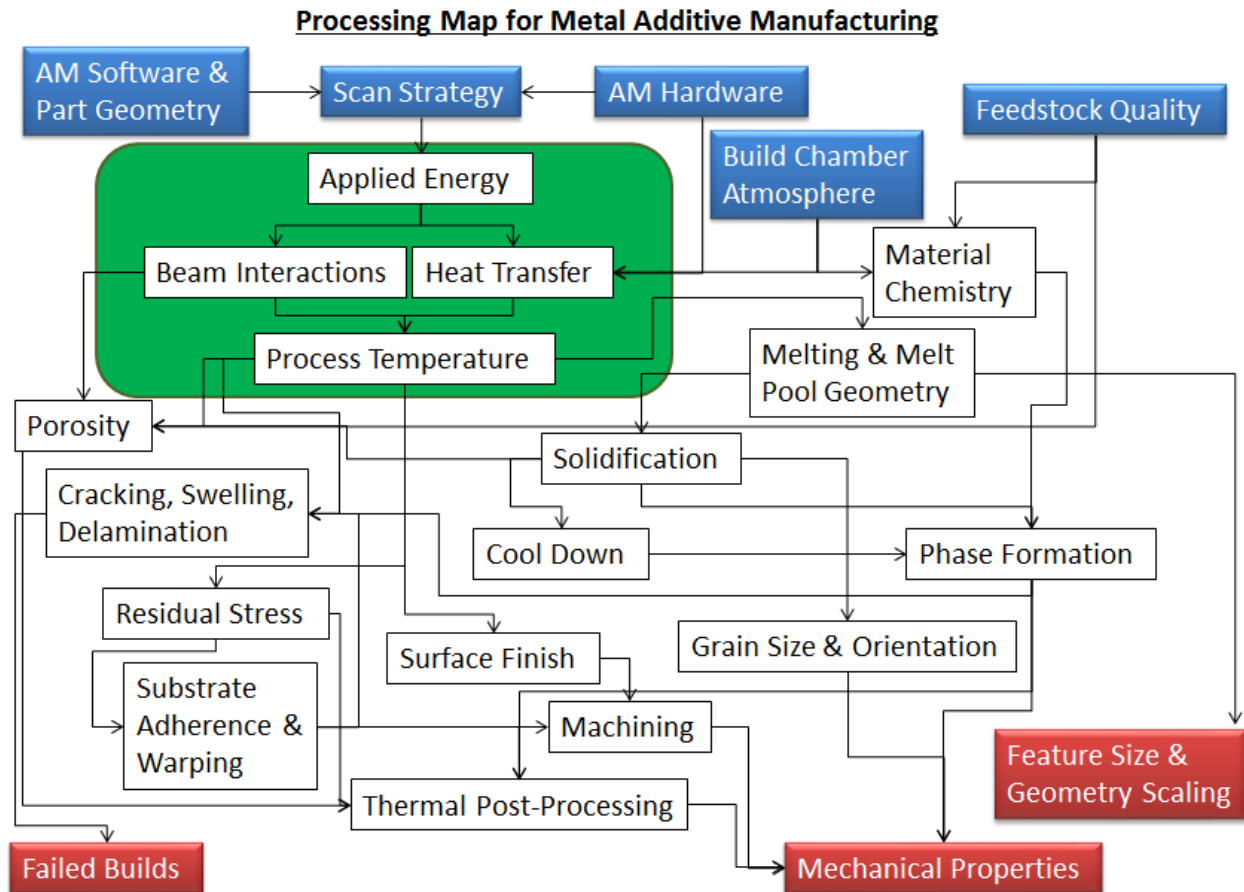 Processing Map for Metal Additive Manufacturing
AM Software &
Part Geometry
Scan Strategy
AM Hardware
Feedstock Quality
Build Chamber
Atmosphere
Applied Energy
Beam Interactions
Heat Transfer
Material
Chemistry
Process Temperature
Melting & Melt
Pool Geometry
Porosity
Solidification
Cracking, Swelling,
Delamination
Cool Down
Phase Formation
Residual Stress
Surface Finish
Grain Size & Orientation
Substrate
Adherence &
Warping
Machining
Feature Size &
Geometry Scaling
Thermal Post-Processing
Failed Builds
Mechanical Properties